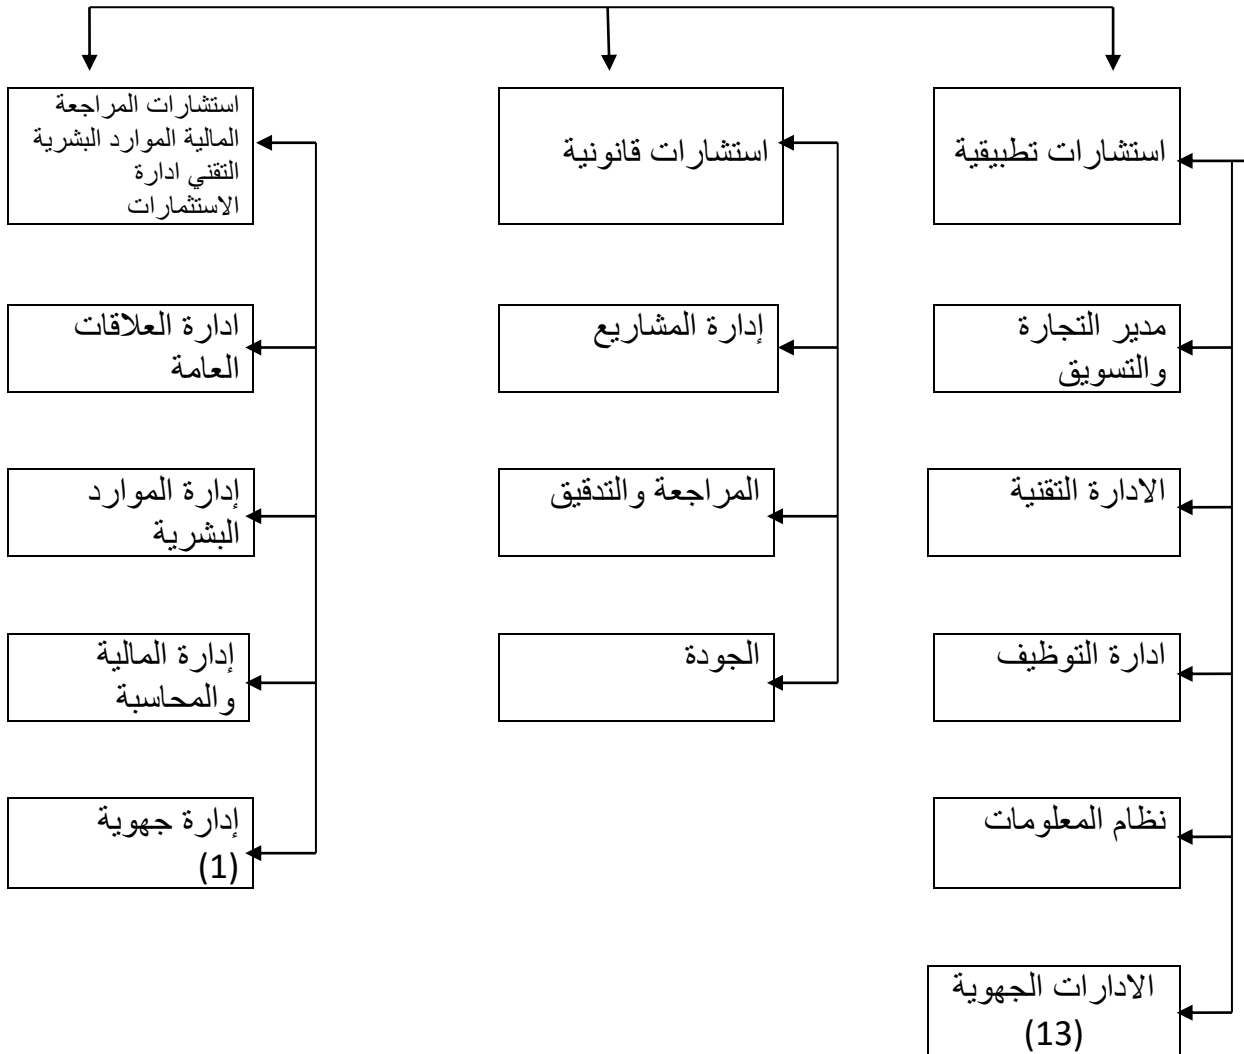 استشارات تطبيقية
استشارات قانونية
استشارات المراجعة
المالية الموارد البشرية
التقني ادارة
الاستثمارات
مدير التجارة
والتسويق
إدارة المشاريع
ادارة العلاقات
العامة
الادارة التقنية
المراجعة والتدقيق
إدارة الموارد
البشرية
ادارة التوظيف
الجودة
إدارة المالية
والمحاسبة
نظام المعلومات
إدارة جهوية
(1)
الادارات الجهوية
(13)